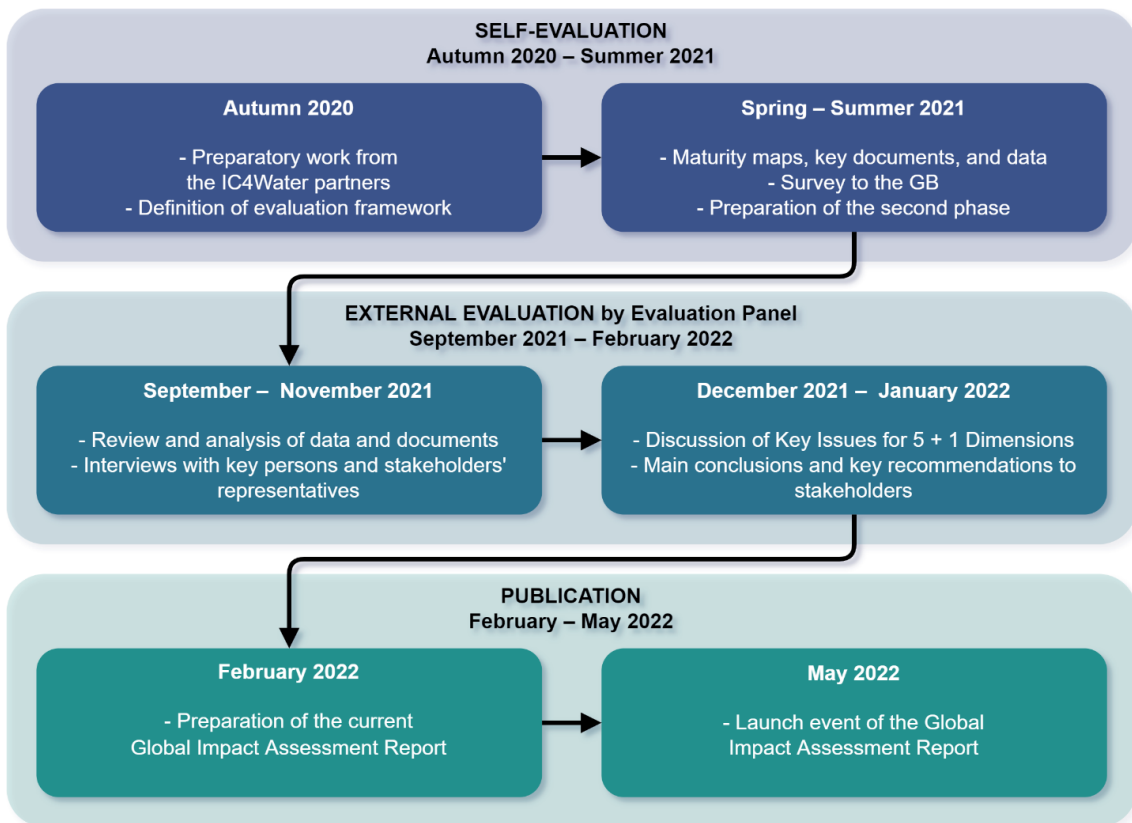 SELF-EVALUATION
Autumn 2020 – Summer 2021
Autumn 2020
- Preparatory work from
the IC4Water partners
- Definition of evaluation framework
Spring – Summer 2021
- Maturity maps, key documents, and data
- Survey to the GB
- Preparation of the second phase
EXTERNAL EVALUATION by Evaluation Panel
September 2021 – February 2022
September – November 2021
- Review and analysis of data and documents
- Interviews with key persons and stakeholders'
representatives
December 2021 – January 2022
- Discussion of Key Issues for 5 + 1 Dimensions
- Main conclusions and key recommendations to
stakeholders
PUBLICATION
February – May 2022
February 2022
- Preparation of the current
Global Impact Assessment Report
May 2022
- Launch event of the Global
Impact Assessment Report